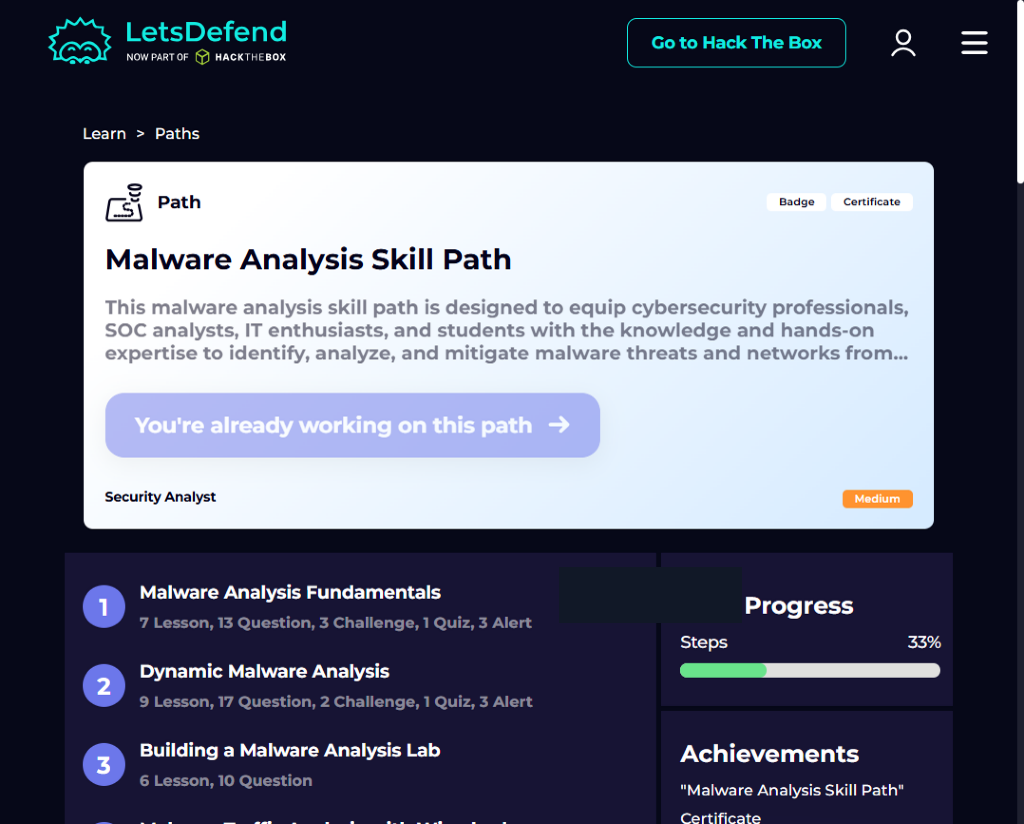 LetsDefend
NOW PART OF HACKTHEBOX
Go to Hack The Box
Learn > Paths
Path
Badge
Certificate
Malware Analysis Skill Path
This malware analysis skill path is designed to equip cybersecurity professionals,
SOC analysts, IT enthusiasts, and students with the knowledge and hands-on
expertise to identify, analyze, and mitigate malware threats and networks from...
You're already working on this path →
Security Analyst
Medium
1
Malware Analysis Fundamentals
7 Lesson, 13 Question, 3 Challenge, 1 Quiz, 3 Alert
2
Dynamic Malware Analysis
9 Lesson, 17 Question, 2 Challenge, 1 Quiz, 3 Alert
3
Building a Malware Analysis Lab
6 Lesson, 10 Question
Progress
Steps 33%
Achievements
"Malware Analysis Skill Path"
Certificate